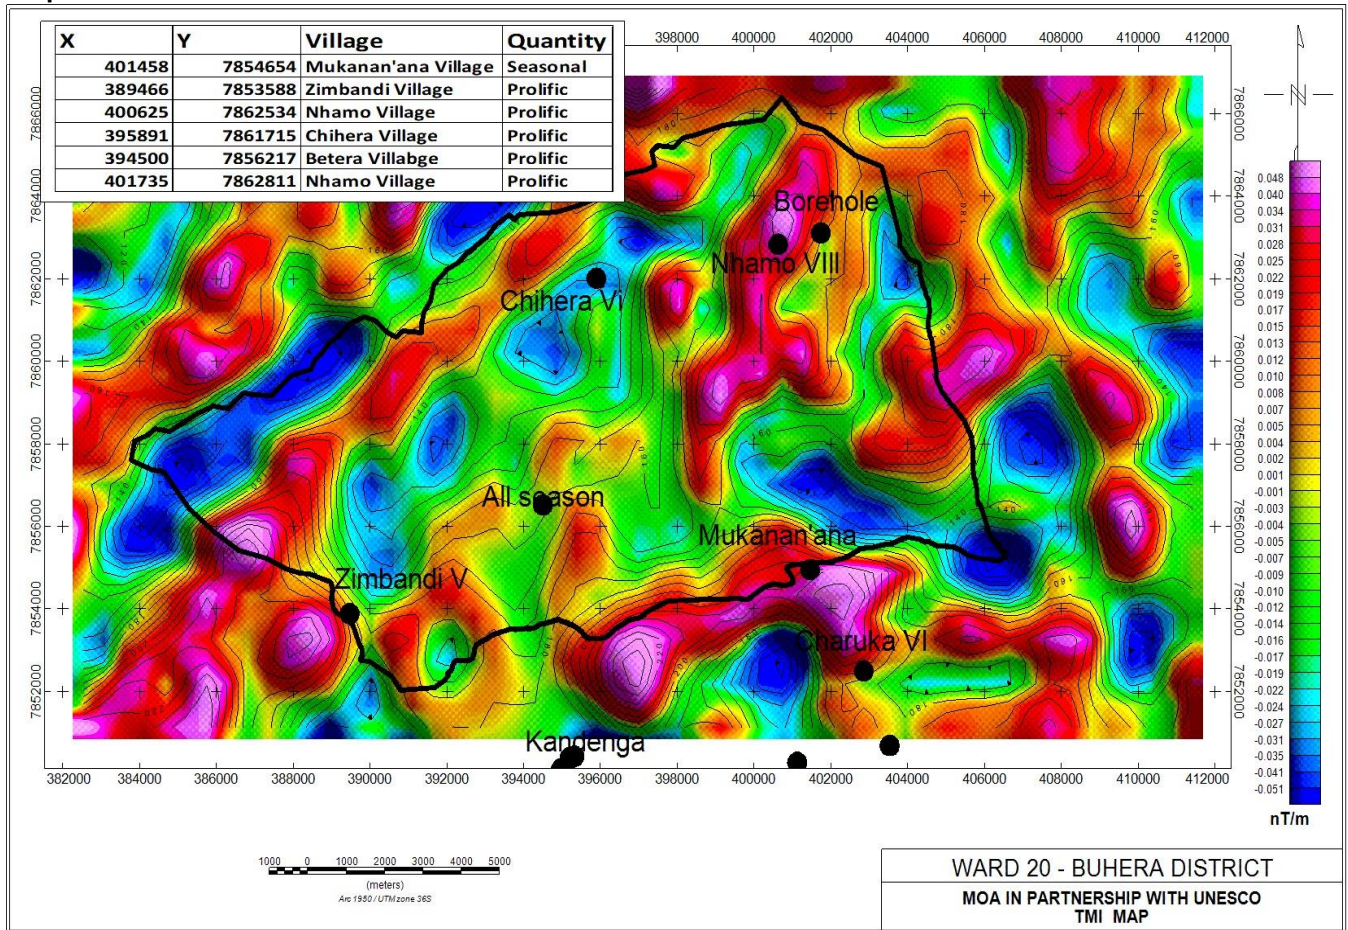 X Y Village Quantity
401458 7854654 Mukanan'ana Village Seasonal
389466 7853588 Zimbandi Village Prolific
400625 7862534 Nhamo Village Prolific
395891 7861715 Chihera Village Prolific
394500 7856217 Betera Villabge Prolific
401735 7862811 Nhamo Village Prolific
398000 400000 402000 404000 406000 408000 410000 412000
7866000
7864000
7862000
7860000
7858000
7856000
7854000
7852000
7866000
7864000
7862000
7860000
7858000
7856000
7854000
7852000
N
Borehole
Nhamo VIII
Chihera Vi
All season
Mukanan'ana
Zimbandi V
Charuka VI
Kandenga
382000 384000 386000 388000 390000 392000 394000 396000 398000 400000 402000 404000 406000 408000 410000 412000
0.048
0.040
0.034
0.031
0.028
0.025
0.022
0.019
0.017
0.015
0.013
0.012
0.010
0.008
0.007
0.005
0.004
0.002
0.001
-0.001
-0.003
-0.004
-0.005
-0.007
-0.009
-0.010
-0.012
-0.014
-0.016
-0.017
-0.019
-0.022
-0.024
-0.027
-0.031
-0.035
-0.041
-0.051
nT/m
1000 0 1000 2000 3000 4000 5000
(meters)
Arc 1950 / UTM zone 36S
WARD 20 - BUHERA DISTRICT
MOA IN PARTNERSHIP WITH UNESCO
TMI MAP